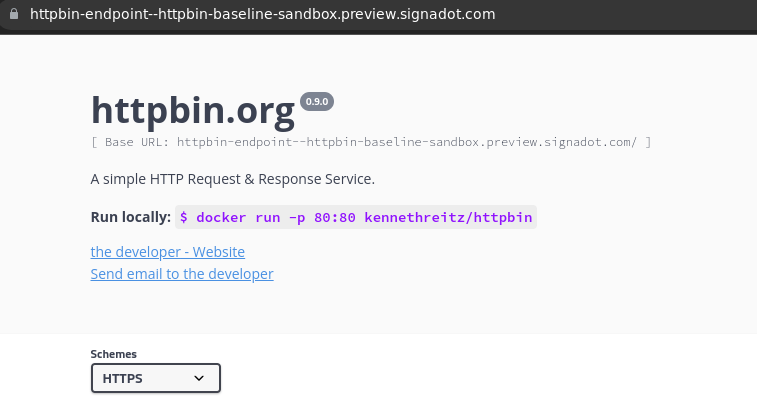 httpbin-endpoint--httpbin-baseline-sandbox.preview.signadot.com
httpbin.org 0.9.0
[ Base URL: httpbin-endpoint--httpbin-baseline-sandbox.preview.signadot.com/ ]
A simple HTTP Request & Response Service.
Run locally: $ docker run -p 80:80 kennethreitz/httpbin
the developer - Website
Send email to the developer
Schemes
HTTPS